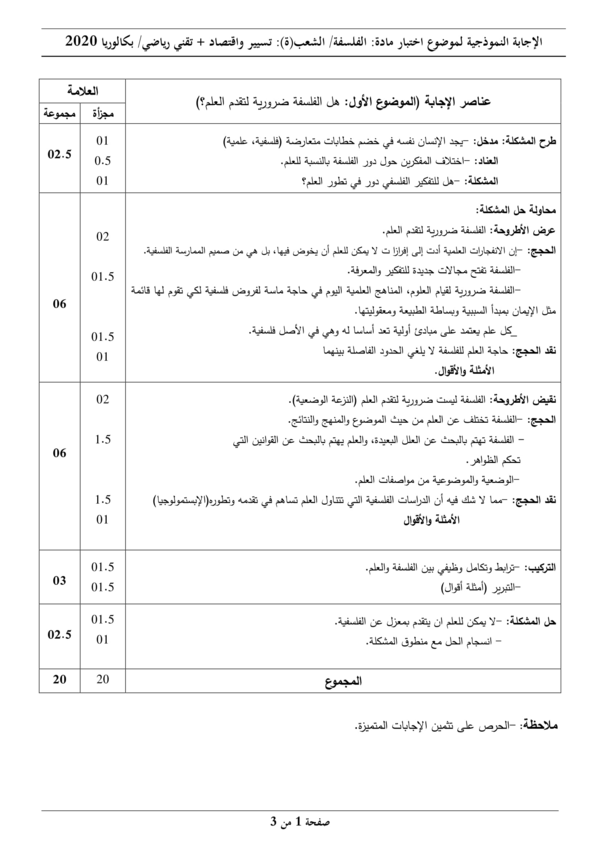 الإجابة النموذجية لموضوع اختبار مادة: الفلسفة/ الشعب(ة): تسيير واقتصاد + تقني رياضي/ بكالوريا 2020
العلامة
عناصر الإجابة (الموضوع الأول: هل الفلسفة ضرورية لتقدم العلم؟)
مجزأة
مجموعة
طرح المشكلة: مدخل: –يجد الإنسان نفسه في خضم خطابات متعارضة (فلسفية، علمية)
01
العناد: –اختلاف المفكرين حول دور الفلسفة بالنسبة للعلم.
0.5
02.5
المشكلة: –هل للتفكير الفلسفي دور في تطور العلم؟
01
محاولة حل المشكلة:
عرض الأطروحة: الفلسفة ضرورية لتقدم العلم.
02
الحجج: –إن الانفجارات العلمية أدت إلى إفرازا ت لا يمكن للعلم أن يخوض فيها، بل هي من صميم الممارسة الفلسفية.
–الفلسفة تفتح مجالات جديدة للتفكير والمعرفة.
01.5
–الفلسفة ضرورية لقيام العلوم، المناهج العلمية اليوم في حاجة ماسة لفروض فلسفية لكي تقوم لها قائمة
06
مثل الإيمان بمبدأ السببية وبساطة الطبيعة ومعقوليتها.
_كل علم يعتمد على مبادئ أولية تعد أساسا له وهي في الأصل فلسفية.
01.5
نقد الحجج: حاجة العلم للفلسفة لا يلغي الحدود الفاصلة بينهما
01
الأمثلة والأقوال.
نقيض الأطروحة: الفلسفة ليست ضرورية لتقدم العلم (النزعة الوضعية).
02
الحجج: –الفلسفة تختلف عن العلم من حيث الموضوع والمنهج والنتائج.
– الفلسفة تهتم بالبحث عن العلل البعيدة، والعلم يهتم بالبحث عن القوانين التي
1.5
تحكم الظواهر.
06
–الوضعية والموضوعية من مواصفات العلم.
نقد الحجج: –مما لا شك فيه أن الدراسات الفلسفية التي تتناول العلم تساهم في تقدمه وتطوره(الإبستمولوجيا)
1.5
الأمثلة والأقوال
01
التركيب: –ترابط وتكامل وظيفي بين الفلسفة والعلم.
01.5
03
–التبرير (أمثلة أقوال)
01.5
حل المشكلة: –لا يمكن للعلم ان يتقدم بمعزل عن الفلسفية.
01.5
02.5
– انسجام الحل مع منطوق المشكلة.
01
المجموع
20
20
ملاحظة: –الحرص على تثمين الإجابات المتميزة.
صفحة 1 من 3